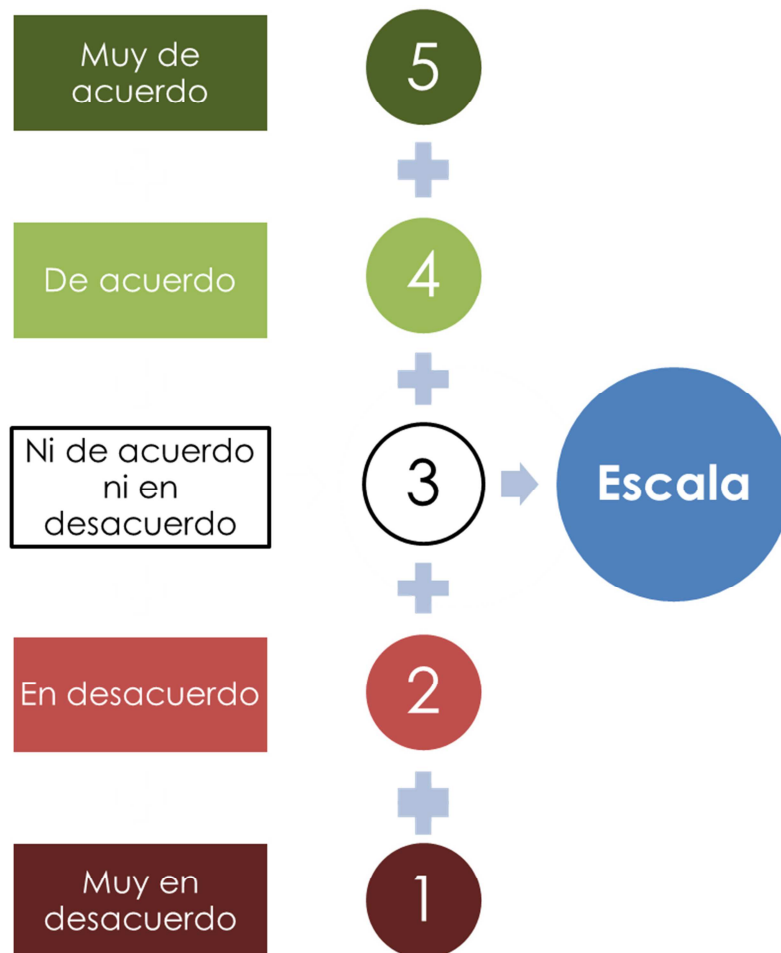 Muy de
acuerdo
5
De acuerdo
4
Ni de acuerdo
ni en
desacuerdo
3
Escala
En desacuerdo
2
Muy en
desacuerdo
1